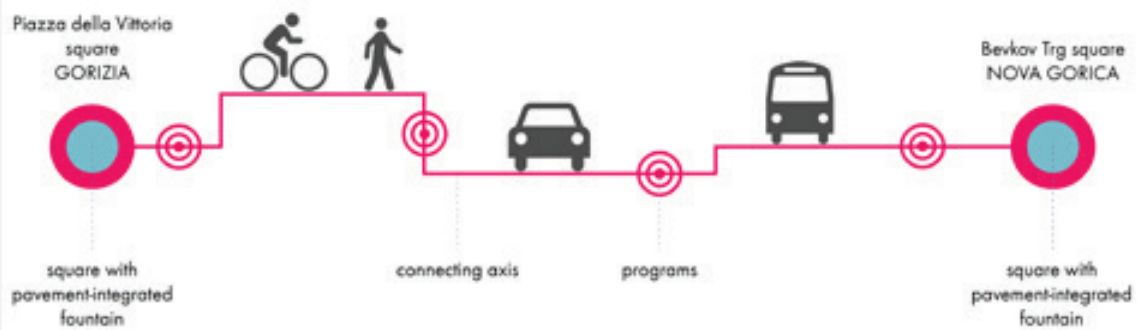 Piazza della Vittoria
square
GORIZIA
Bevkov Trg square
NOVA GORICA
square with
pavement-integrated
fountain
connecting axis
programs
square with
pavement-integrated
fountain